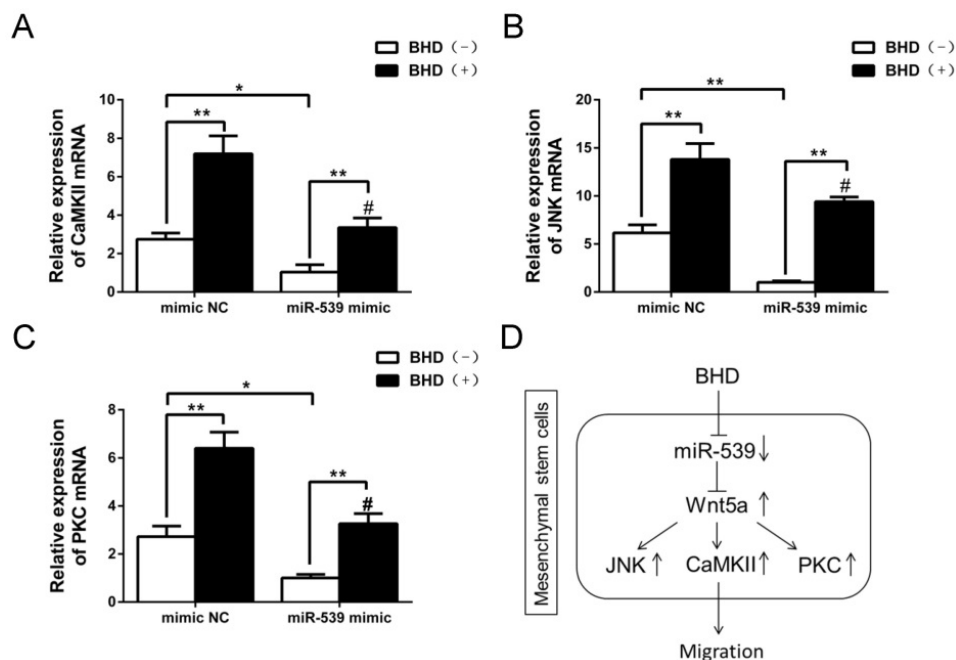 A
BHD (-)
BHD (+)
Relative expression
of CaMKII mRNA
8
6
4
2
0
*
**
**
#
mimic NC
miR-539 mimic
B
BHD (-)
BHD (+)
Relative expression
of JNK mRNA
20
15
10
5
0
**
**
**
#
mimic NC
miR-539 mimic
C
BHD (-)
BHD (+)
Relative expression
of PKC mRNA
8
6
4
2
0
*
**
**
#
mimic NC
miR-539 mimic
D
Mesenchymal stem cells
BHD
miR-539↓
Wnt5a ↑
JNK↑ CaMKII↑ PKC↑
Migration